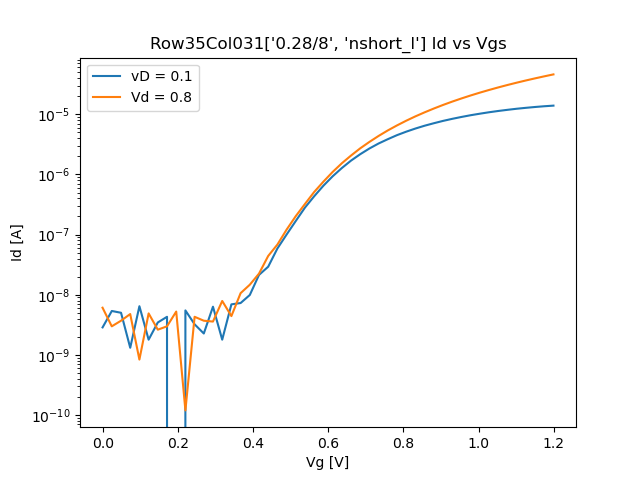 Row35Col031['0.28/8', 'nshort_l'] Id vs Vgs
vD = 0.1
Vd = 0.8
Id [A]
10⁻⁵
10⁻⁶
10⁻⁷
10⁻⁸
10⁻⁹
10⁻¹⁰
0.0 0.2 0.4 0.6 0.8 1.0 1.2
Vg [V]